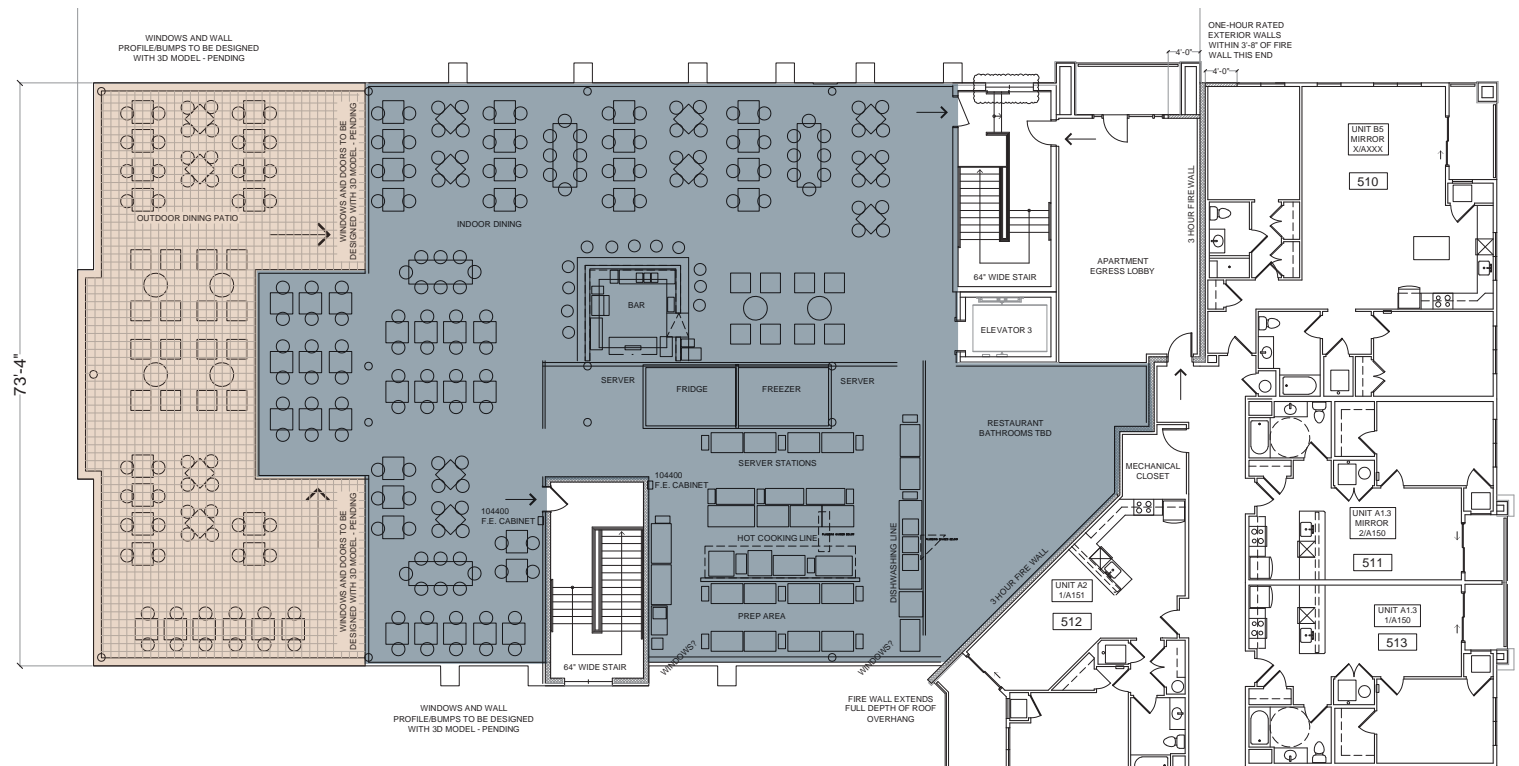 WINDOWS AND WALL
PROFILE/BUMPS TO BE DESIGNED
WITH 3D MODEL - PENDING
ONE-HOUR RATED
EXTERIOR WALLS
WITHIN 3'-8" OF FIRE
WALL THIS END
4'-0"
4'-0"
73'-4"
OUTDOOR DINING PATIO
WINDOWS AND DOORS TO BE
DESIGNED WITH 3D MODEL - PENDING
INDOOR DINING
BAR
64" WIDE STAIR
ELEVATOR 3
APARTMENT
EGRESS LOBBY
3 HOUR FIRE WALL
UNIT B5
MIRROR
X/AXXX
510
SERVER
FRIDGE
FREEZER
SERVER
RESTAURANT
BATHROOMS TBD
SERVER STATIONS
MECHANICAL
CLOSET
104400
F.E. CABINET
104400
F.E. CABINET
HOT COOKING LINE
DISHWASHING LINE
PREP AREA
WINDOWS AND DOORS TO BE
DESIGNED WITH 3D MODEL - PENDING
3 HOUR FIRE WALL
UNIT A1.3
MIRROR
2/A150
511
UNIT A2
1/A151
512
UNIT A1.3
1/A150
513
64" WIDE STAIR
WINDOWS?
WINDOWS?
WINDOWS AND WALL
PROFILE/BUMPS TO BE DESIGNED
WITH 3D MODEL - PENDING
FIRE WALL EXTENDS
FULL DEPTH OF ROOF
OVERHANG